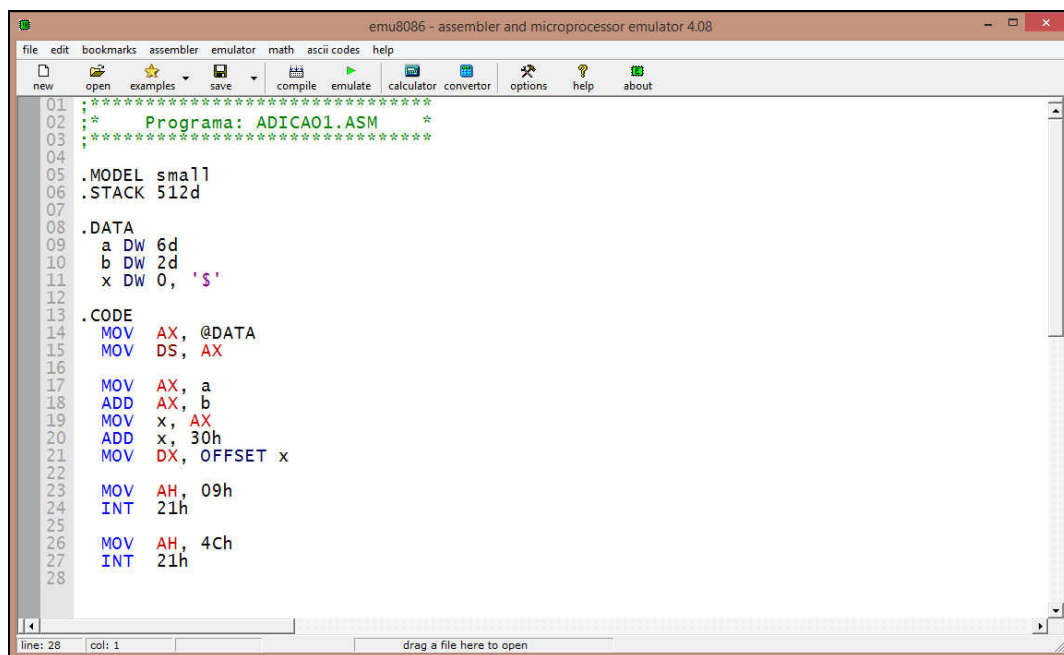 emu8086 - assembler and microprocessor emulator 4.08
file edit bookmarks assembler emulator math ascii codes help
new open examples save compile emulate calculator convertor options help about
01 ;*******************************
02 ;*    Programa: ADICAO1.ASM    *
03 ;*******************************
04
05 .MODEL small
06 .STACK 512d
07
08 .DATA
09   a DW 6d
10   b DW 2d
11   x DW 0, '$'
12
13 .CODE
14   MOV  AX, @DATA
15   MOV  DS, AX
16
17   MOV  AX, a
18   ADD  AX, b
19   MOV  x, AX
20   ADD  x, 30h
21   MOV  DX, OFFSET x
22
23   MOV  AH, 09h
24   INT  21h
25
26   MOV  AH, 4Ch
27   INT  21h
28
line: 28 col: 1 drag a file here to open